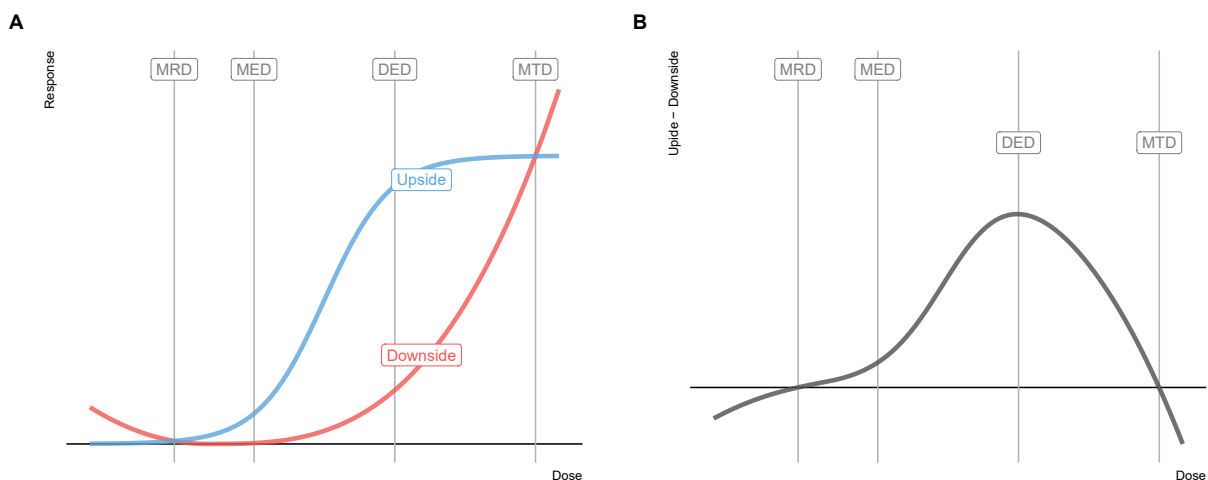 A
Response
MRD
MED
DED
MTD
Upside
Downside
Dose
B
Upide − Downside
MRD
MED
DED
MTD
Dose